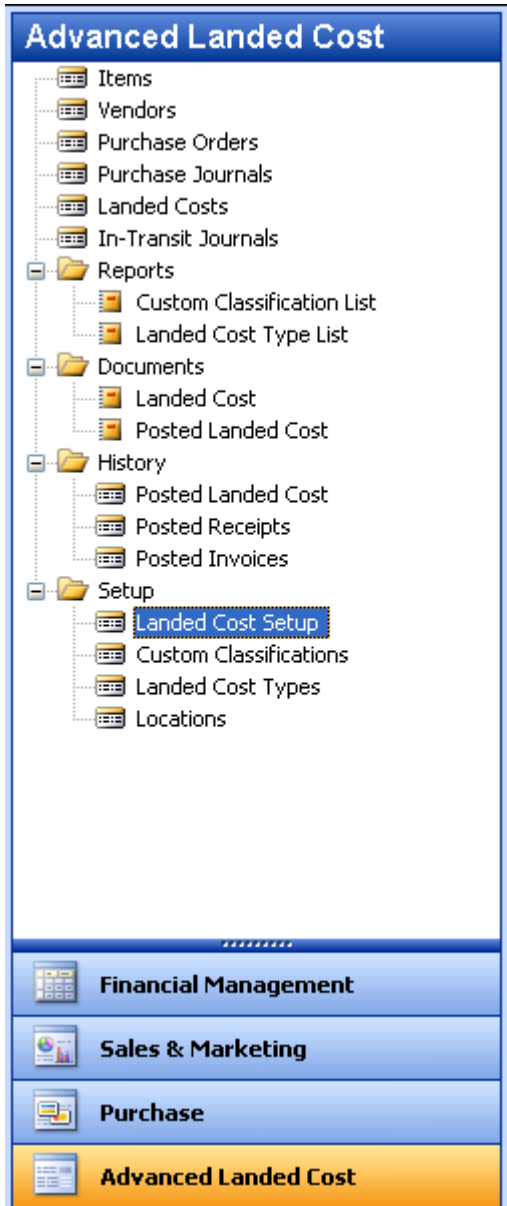 Advanced Landed Cost
Items
Vendors
Purchase Orders
Purchase Journals
Landed Costs
In-Transit Journals
Reports
Custom Classification List
Landed Cost Type List
Documents
Landed Cost
Posted Landed Cost
History
Posted Landed Cost
Posted Receipts
Posted Invoices
Setup
Landed Cost Setup
Custom Classifications
Landed Cost Types
Locations
Financial Management
Sales & Marketing
Purchase
Advanced Landed Cost